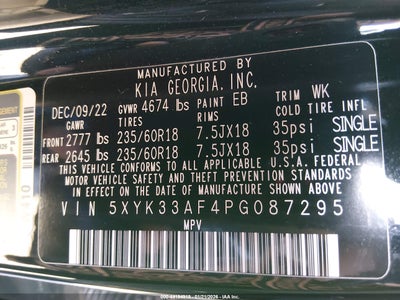 MANUFACTURED BY
KIA GEORGIA, INC.
DEC/09/22 GVWR 4674 lbs PAINT EB TRIM WK
GAWR TIRES RIMS COLD TIRE INFL
FRONT 2777 lbs 235/60R18 7.5JX18 35psi SINGLE
REAR 2645 lbs 235/60R18 7.5JX18 35psi SINGLE
THIS VEHICLE CONFORMS TO ALL APPLICABLE U.S.A. FEDERAL
MOTOR VEHICLE SAFETY AND THEFT PREVENTION STANDARDS IN
EFFECT ON THE DATE OF MANUFACTURE SHOWN ABOVE.
VIN 5XYK33AF4PG087295
MPV